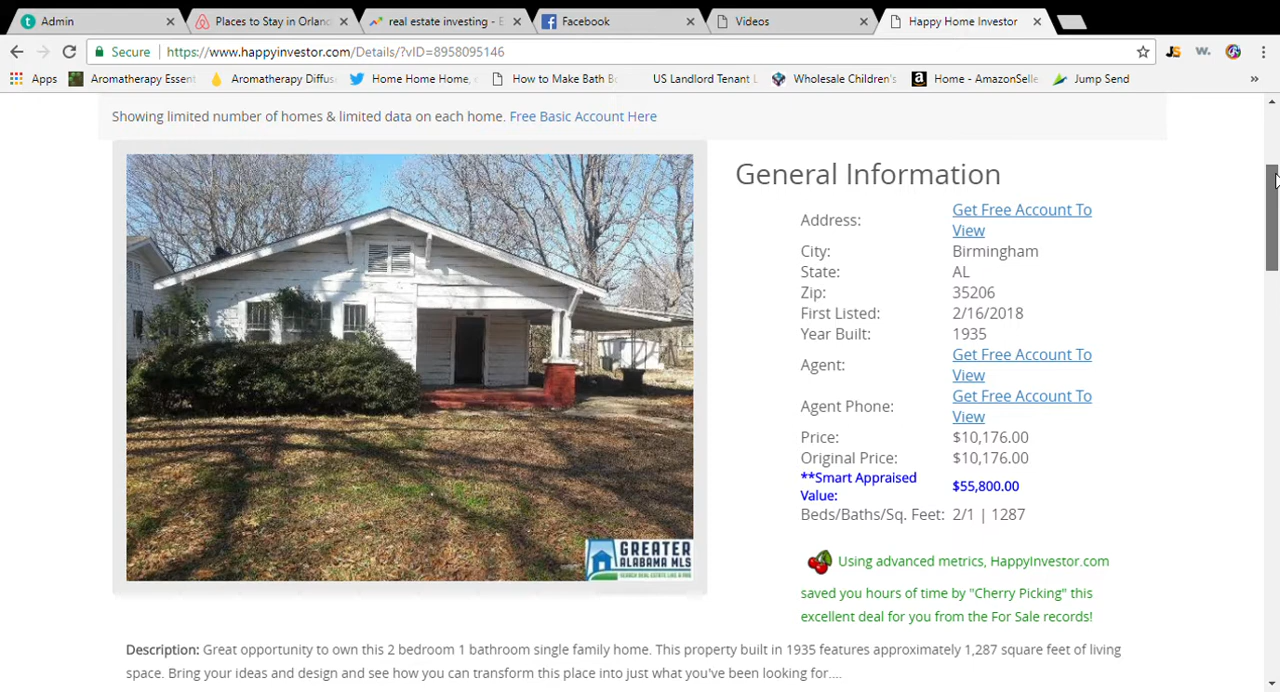 Admin
Places to Stay in Orlan
real estate investing - E
Facebook
Videos
Happy Home Investor
Secure
https://www.happyinvestor.com/Details/?vID=8958095146
JS
W.
Apps
Aromatherapy Essent
Aromatherapy Diffus
Home Home Home,
How to Make Bath Bo
US Landlord Tenant L
Wholesale Children's
Home - AmazonSelle
Jump Send
Showing limited number of homes & limited data on each home. Free Basic Account Here
General Information
Address: Get Free Account To
View
City: Birmingham
State: AL
Zip: 35206
First Listed: 2/16/2018
Year Built: 1935
Agent: Get Free Account To
View
Agent Phone: Get Free Account To
View
Price: $10,176.00
Original Price: $10,176.00
**Smart Appraised
Value: $55,800.00
Beds/Baths/Sq. Feet: 2/1 | 1287
Using advanced metrics, HappyInvestor.com
saved you hours of time by "Cherry Picking" this
excellent deal for you from the For Sale records!
GREATER
ALABAMA MLS
SEARCH REAL ESTATE LIKE A PRO
Description: Great opportunity to own this 2 bedroom 1 bathroom single family home. This property built in 1935 features approximately 1,287 square feet of living
space. Bring your ideas and design and see how you can transform this place into just what you've been looking for....